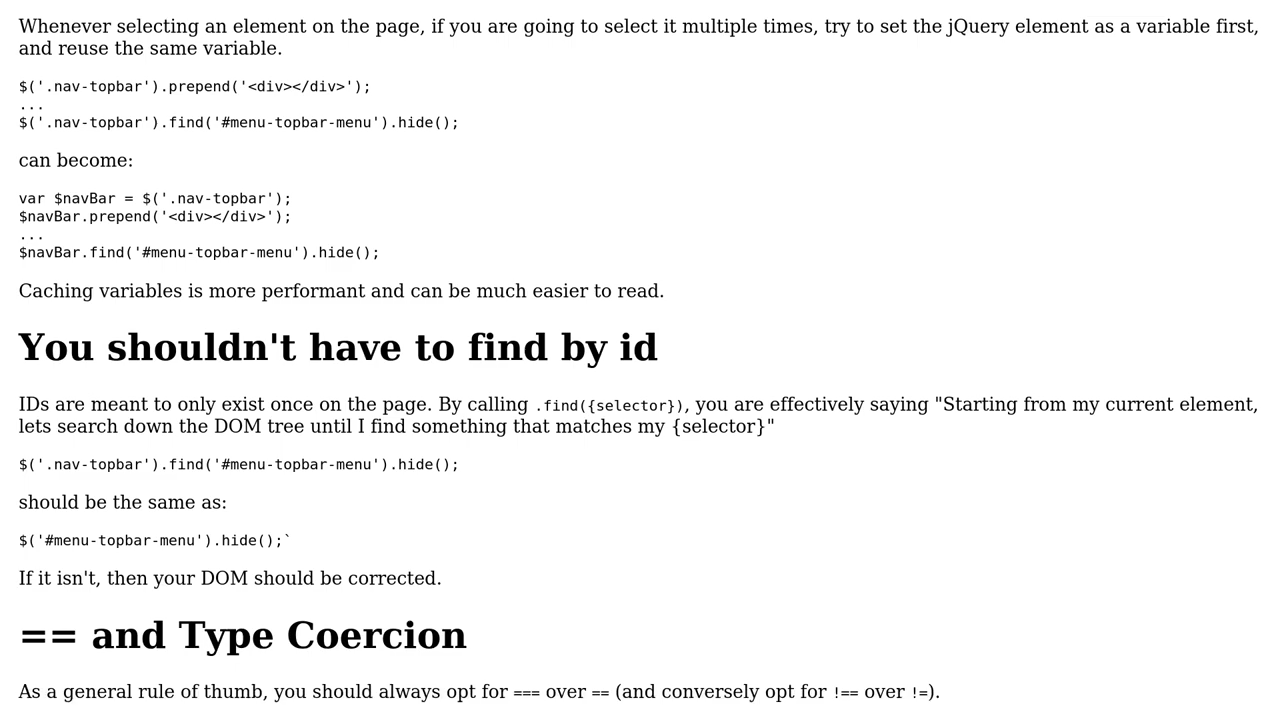 Whenever selecting an element on the page, if you are going to select it multiple times, try to set the jQuery element as a variable first,
and reuse the same variable.
$('.nav-topbar').prepend('<div></div>');
...
$('.nav-topbar').find('#menu-topbar-menu').hide();
can become:
var $navBar = $('.nav-topbar');
$navBar.prepend('<div></div>');
...
$navBar.find('#menu-topbar-menu').hide();
Caching variables is more performant and can be much easier to read.
You shouldn't have to find by id
IDs are meant to only exist once on the page. By calling .find({selector}), you are effectively saying "Starting from my current element,
lets search down the DOM tree until I find something that matches my {selector}"
$('.nav-topbar').find('#menu-topbar-menu').hide();
should be the same as:
$('#menu-topbar-menu').hide();`
If it isn't, then your DOM should be corrected.
== and Type Coercion
As a general rule of thumb, you should always opt for === over == (and conversely opt for !== over !=).